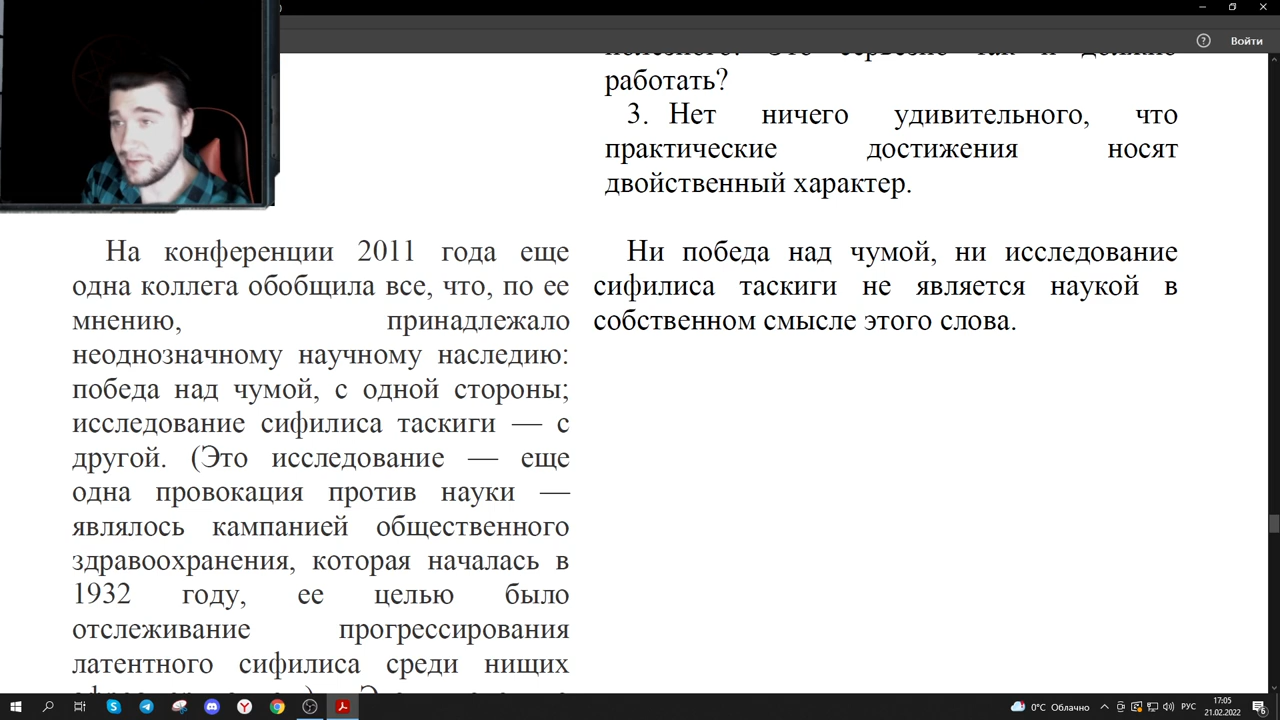 Войти
работать?
3. Нет ничего удивительного, что
практические достижения носят
двойственный характер.
На конференции 2011 года еще
одна коллега обобщила все, что, по ее
мнению, принадлежало
неоднозначному научному наследию:
победа над чумой, с одной стороны;
исследование сифилиса таскиги — с
другой. (Это исследование — еще
одна провокация против науки —
являлось кампанией общественного
здравоохранения, которая началась в
1932 году, ее целью было
отслеживание прогрессирования
латентного сифилиса среди нищих
Ни победа над чумой, ни исследование
сифилиса таскиги не является наукой в
собственном смысле этого слова.
0°C Облачно
РУС
17:05
21.02.2022
6